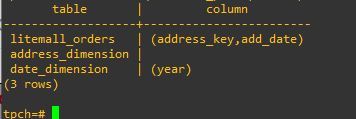 table | column
------------------+-----------------------
litemall_orders | (address_key,add_date)
address_dimension |
date_dimension | (year)
(3 rows)
tpch=#